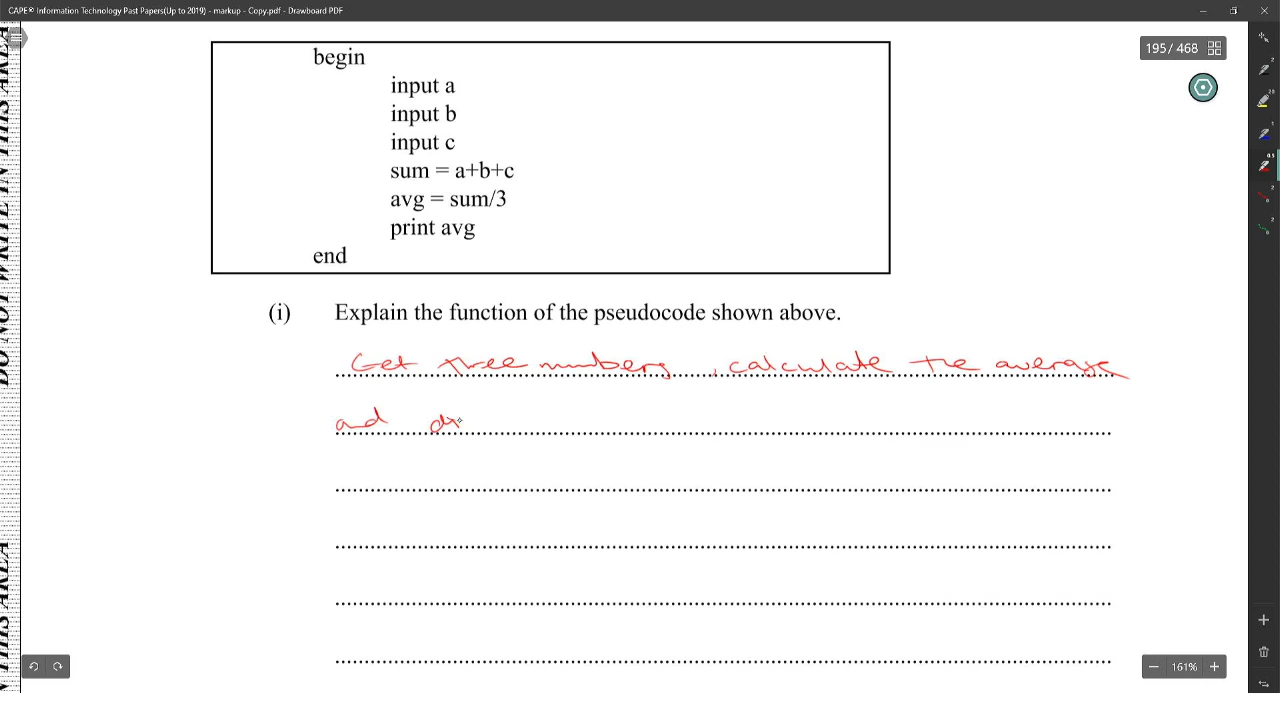 CAPE® Information Technology Past Papers(Up to 2019) - markup - Copy.pdf - Drawboard PDF
195 / 468
begin
input a
input b
input c
sum = a+b+c
avg = sum/3
print avg
end
(i) Explain the function of the pseudocode shown above.
Get three numbers, calculate the average
and
161%